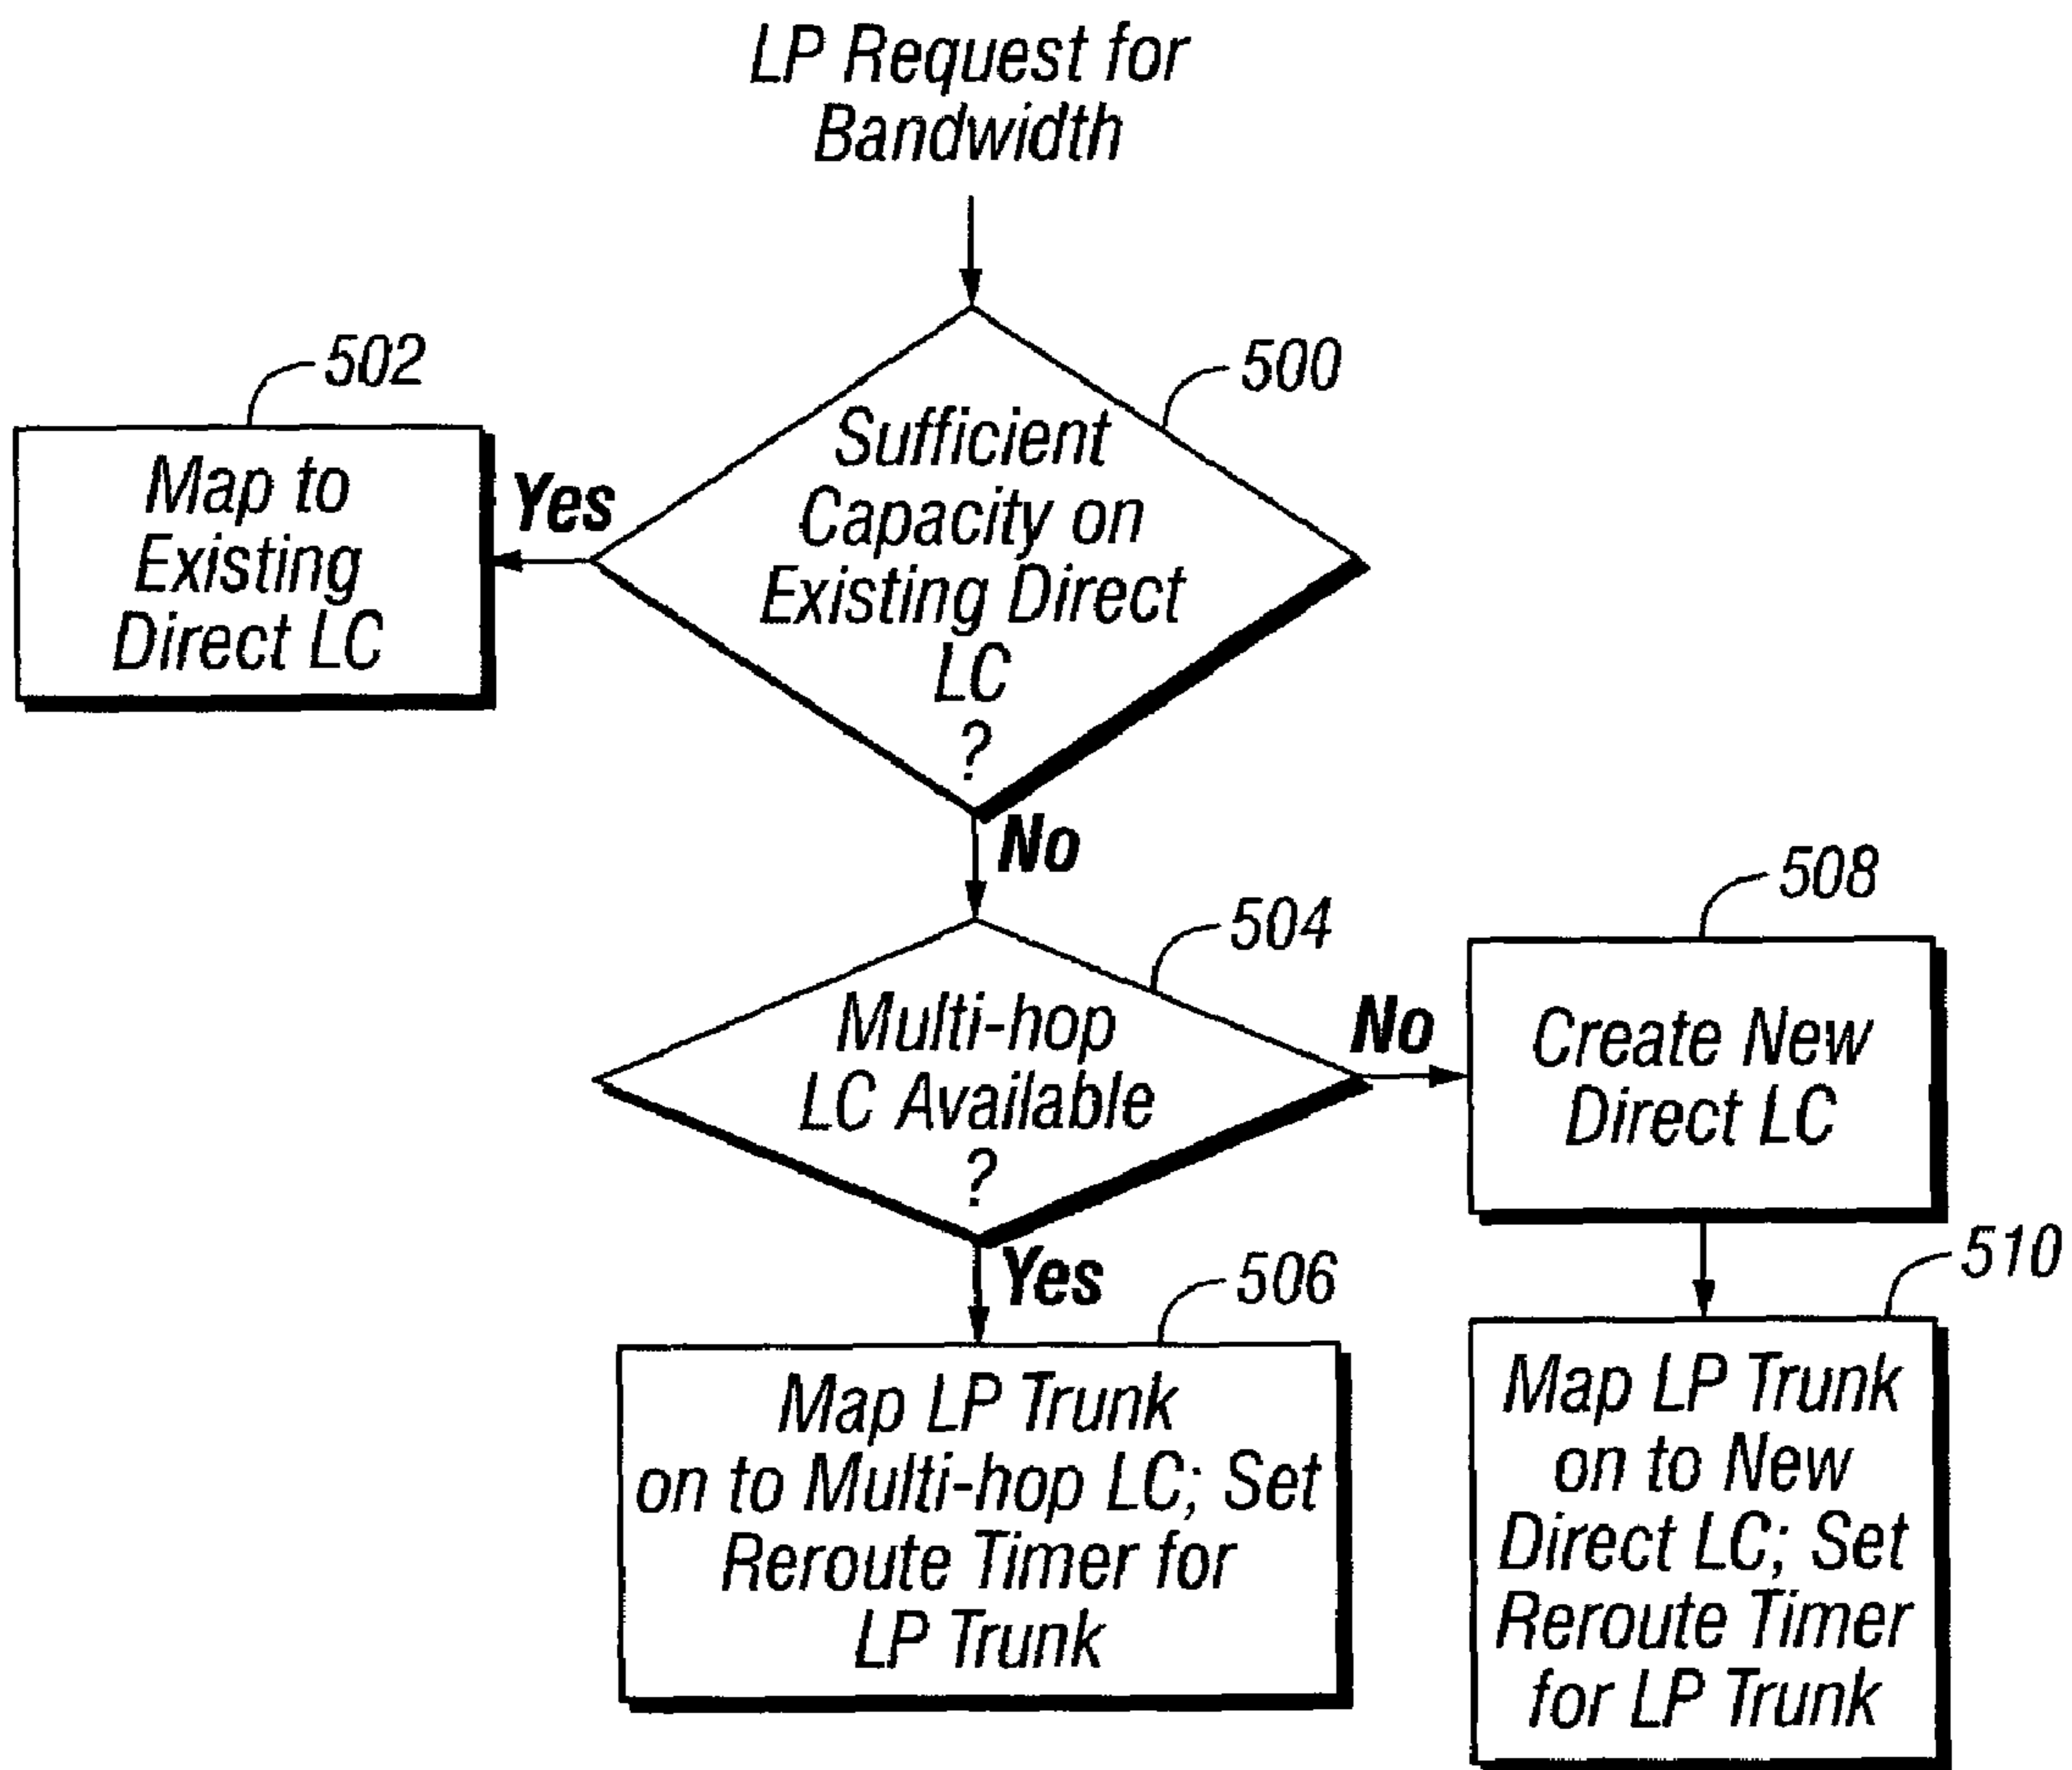 LP Request for
Bandwidth
502
500
Sufficient
Capacity on
Existing Direct
LC
?
Map to
Existing
Direct LC
Yes
No
504
508
Multi-hop
LC Available
?
No
Create New
Direct LC
Yes
506
510
Map LP Trunk
on to Multi-hop LC; Set
Reroute Timer for
LP Trunk
Map LP Trunk
on to New
Direct LC; Set
Reroute Timer
for LP Trunk